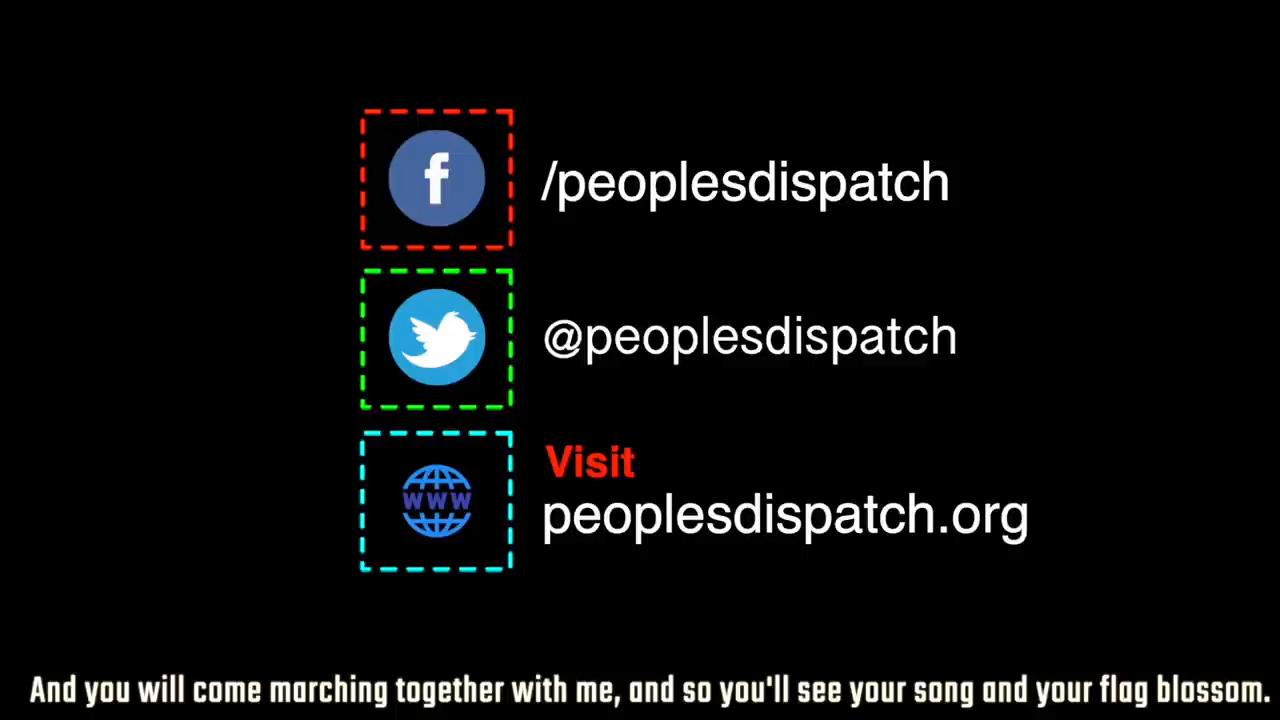 f
/peoplesdispatch
@peoplesdispatch
Visit
www
peoplesdispatch.org
And you will come marching together with me, and so you'll see your song and your flag blossom.